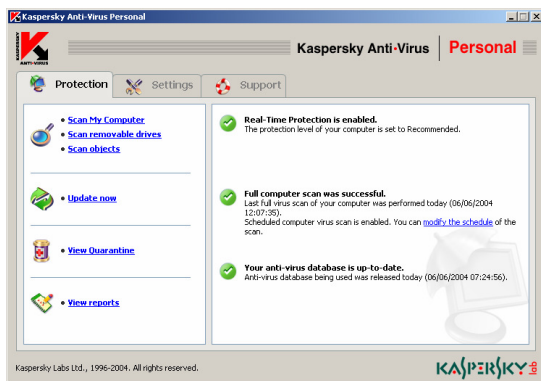 Kaspersky Anti-Virus Personal
KASPERSKY
ANTI-VIRUS
Kaspersky Anti-Virus Personal
Protection
Settings
Support
Scan My Computer
Scan removable drives
Scan objects
Update now
View Quarantine
View reports
Real-Time Protection is enabled.
The protection level of your computer is set to Recommended.
Full computer scan was successful.
Last full virus scan of your computer was performed today (06/06/2004
12:07:35).
Scheduled computer virus scan is enabled. You can modify the schedule of the
scan.
Your anti-virus database is up-to-date.
Anti-virus database being used was released today (06/06/2004 07:24:56).
Kaspersky Labs Ltd., 1996-2004. All rights reserved.
KASPERSKY lab